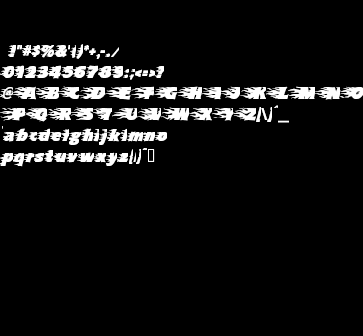 !"#$%&'()*+,-./
0123456789:;<=>?
@ABCDEFGHIJKLMNO
PQRSTUVWXYZ[\]^_
`abcdefghijklmno
pqrstuvwxyz{|}~